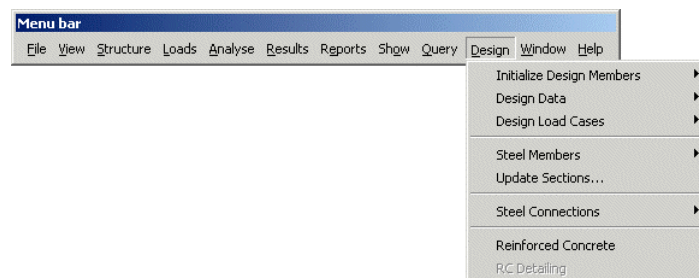 Menu bar
File View Structure Loads Analyse Results Reports Show Query Design Window Help
Initialize Design Members
Design Data
Design Load Cases
Steel Members
Update Sections...
Steel Connections
Reinforced Concrete
RC Detailing